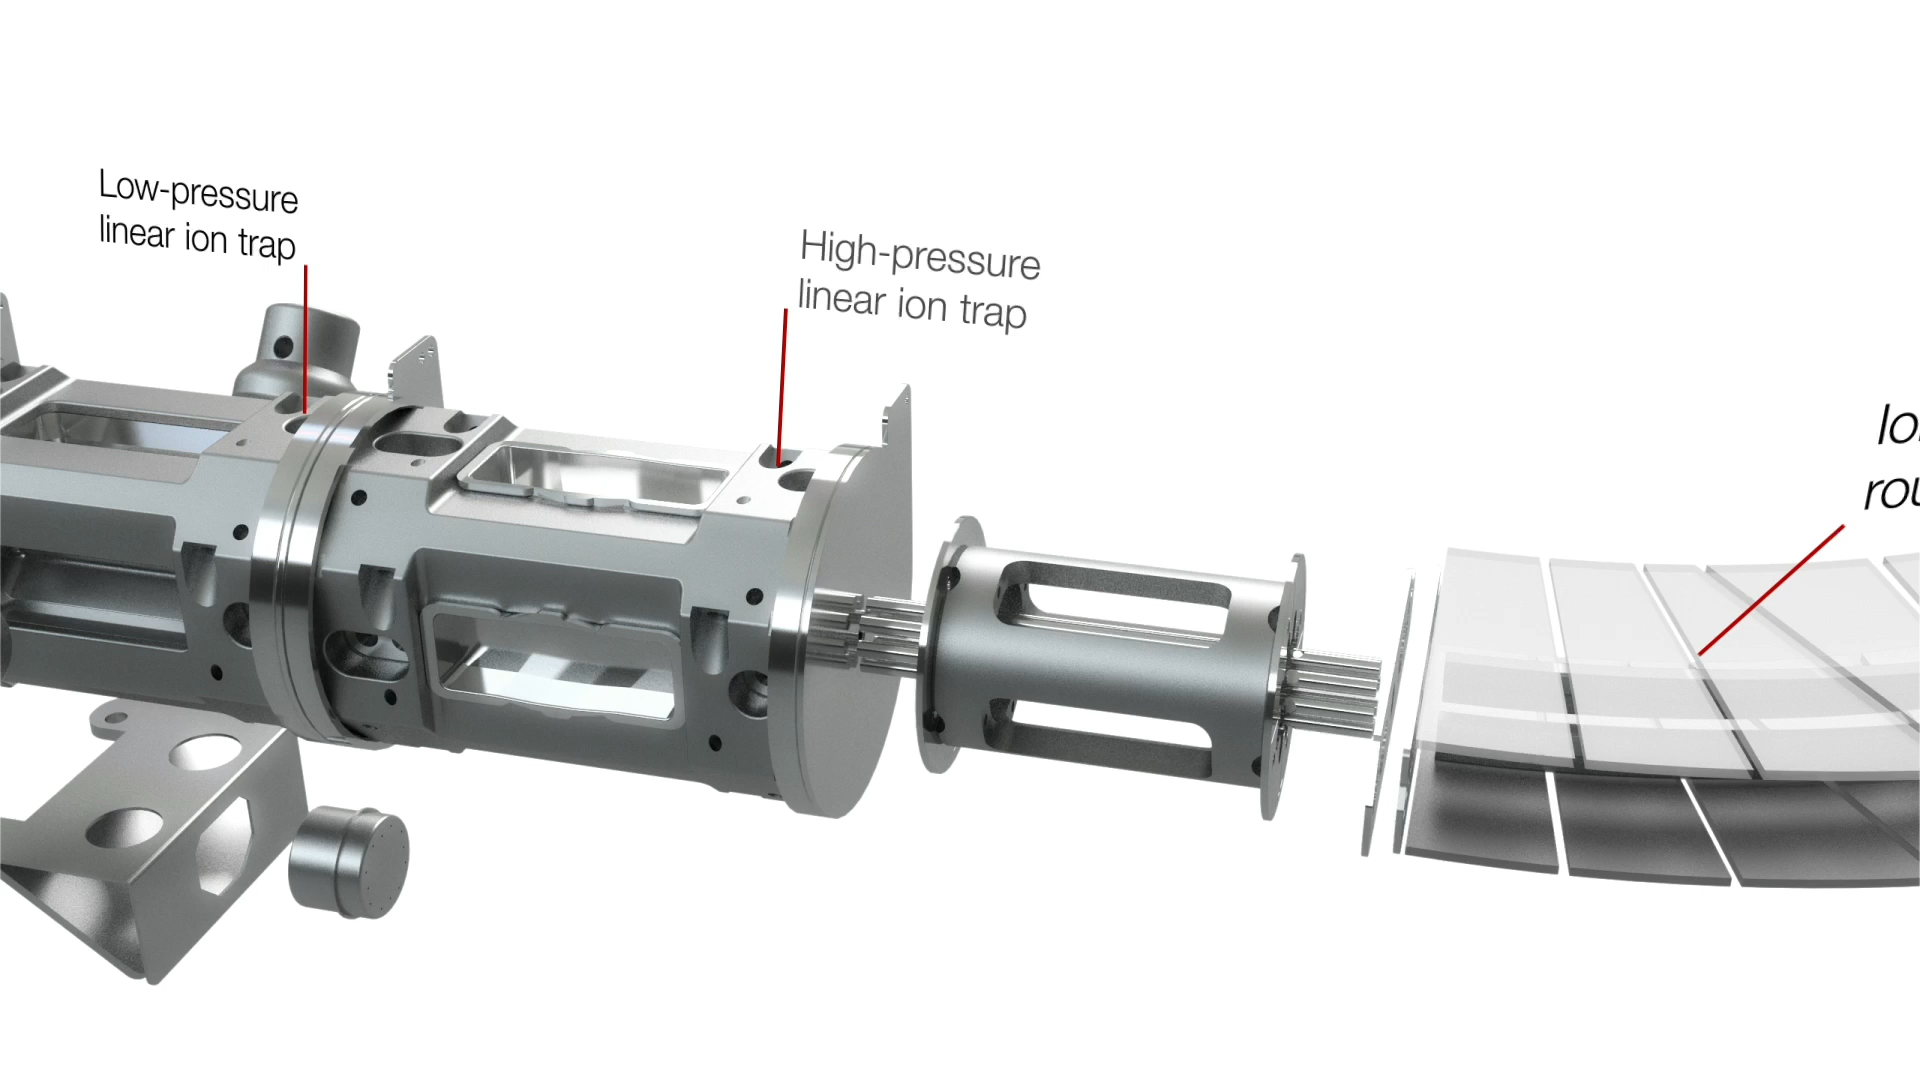 Low-pressure
linear ion trap
High-pressure
linear ion trap